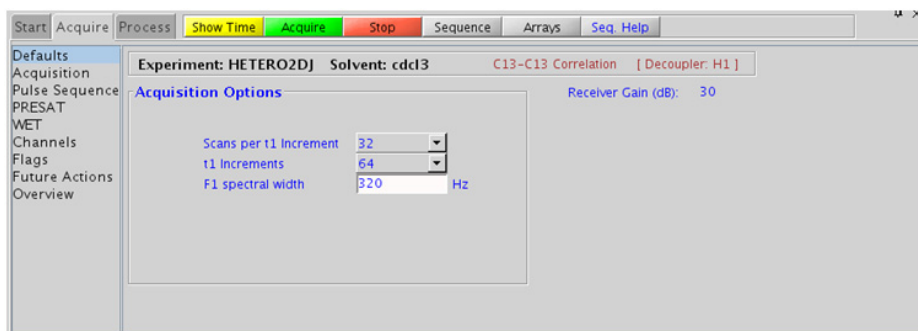 Start Acquire Process Show Time Acquire Stop Sequence Arrays Seq. Help
Defaults
Acquisition
Pulse Sequence
PRESAT
WET
Channels
Flags
Future Actions
Overview
Experiment: HETERO2DJ Solvent: cdcl3 C13-C13 Correlation [ Decoupler: H1 ]
Acquisition Options
Receiver Gain (dB): 30
Scans per t1 Increment 32
t1 Increments 64
F1 spectral width 320 Hz